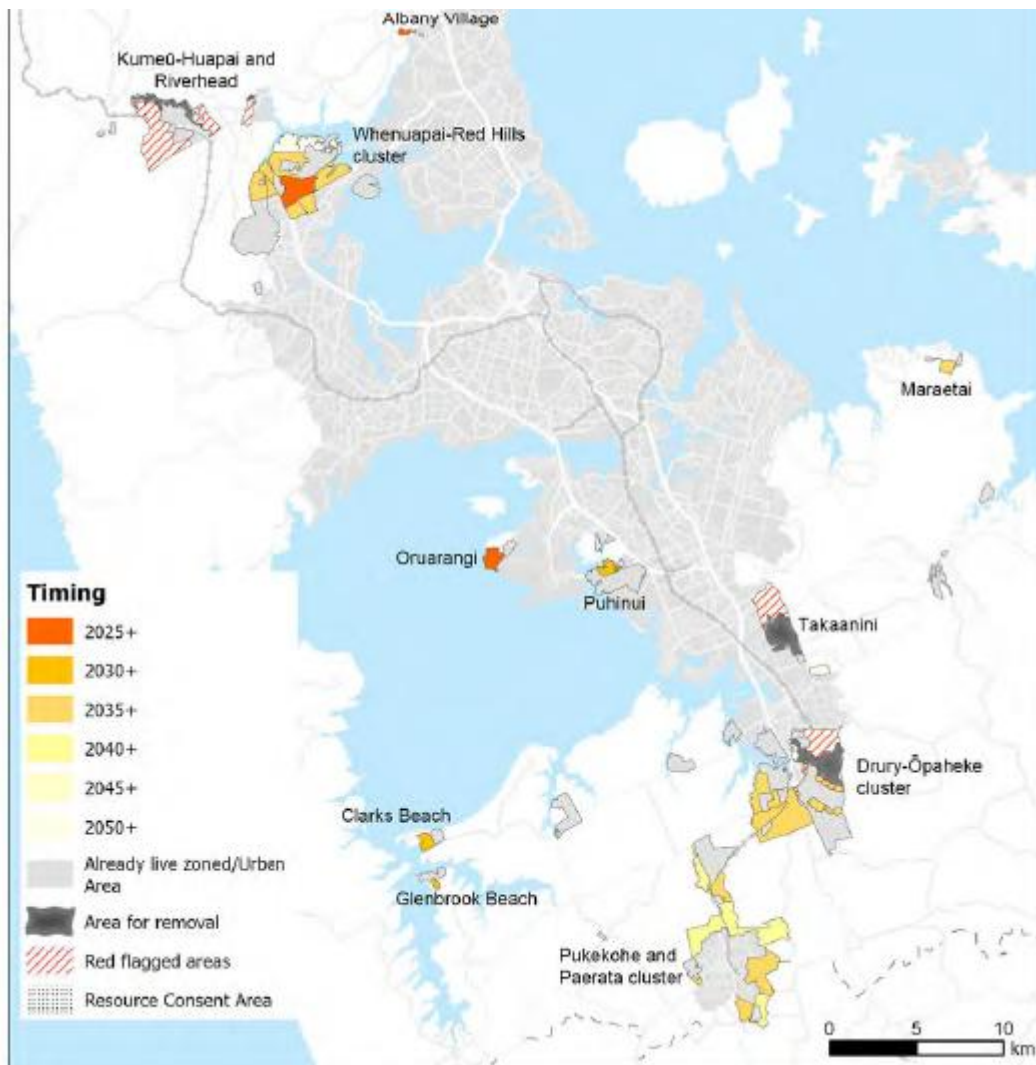 Albany Village
Kumeū-Huapai and
Riverhead
Whenuapai-Red Hills
cluster
Maraetai
Oruarangi
Puhinui
Takaanini
Drury-Ōpaheke
cluster
Clarks Beach
Glenbrook Beach
Pukekohe and
Paerata cluster
Timing
2025+
2030+
2035+
2040+
2045+
2050+
Already live zoned/Urban
Area
Area for removal
Red flagged areas
Resource Consent Area
0 5 10
km